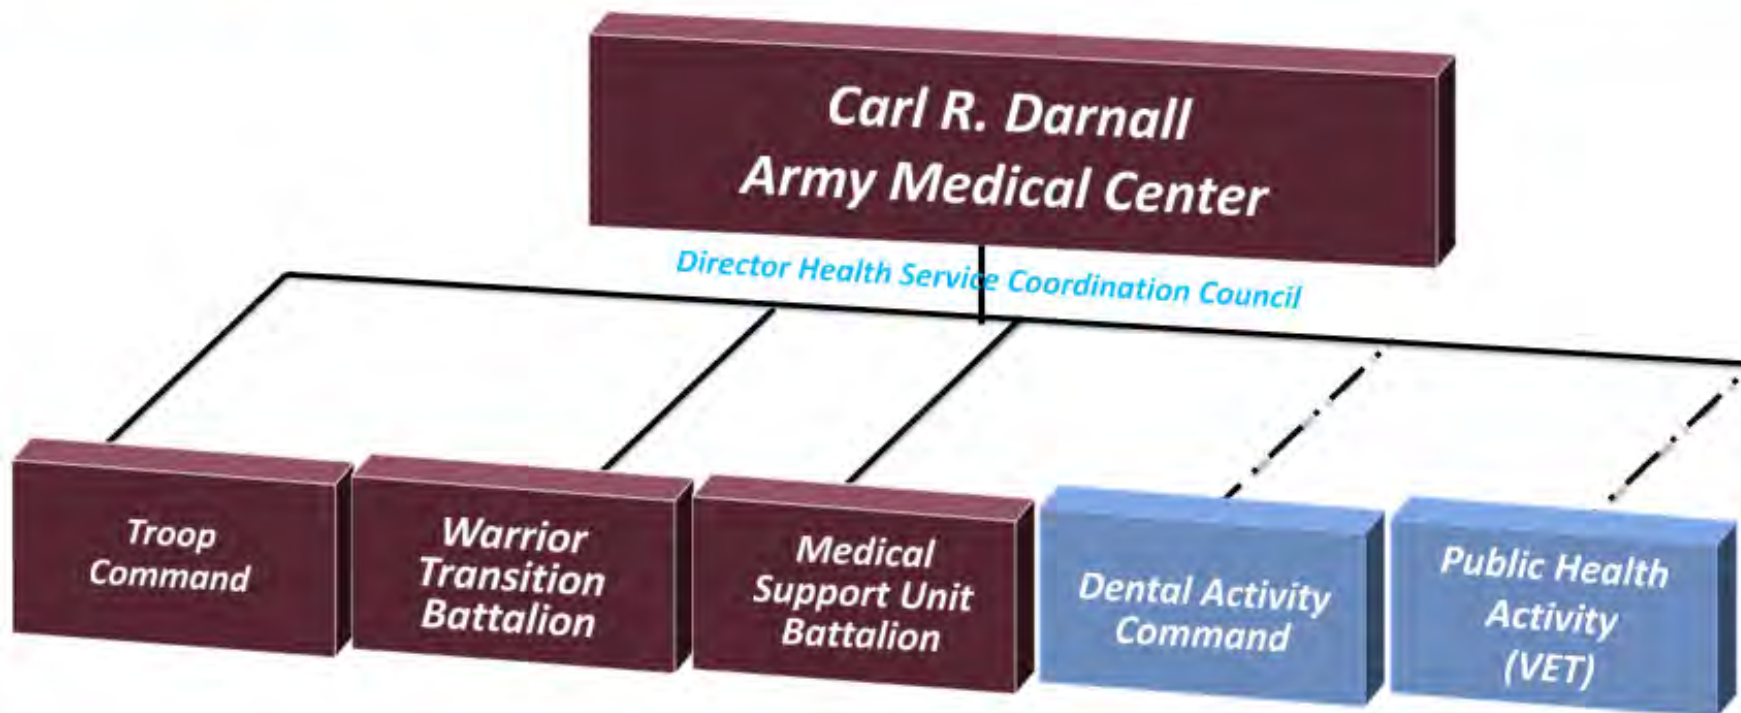 Carl R. Darnall
Army Medical Center
Director Health Service Coordination Council
Troop
Command
Warrior
Transition
Battalion
Medical
Support Unit
Battalion
Dental Activity
Command
Public Health
Activity
(VET)